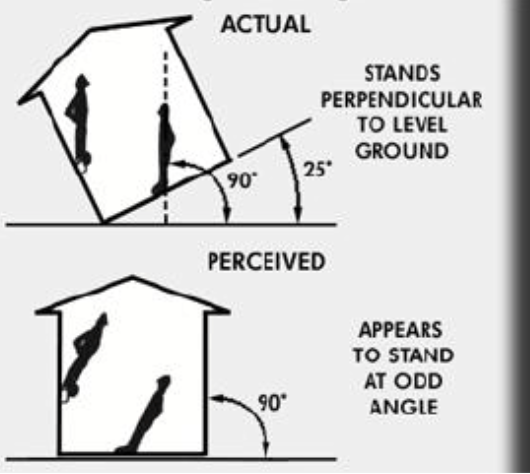 ACTUAL
STANDS
PERPENDICULAR
TO LEVEL
GROUND
90°
25°
PERCEIVED
APPEARS
TO STAND
AT ODD
ANGLE
90°